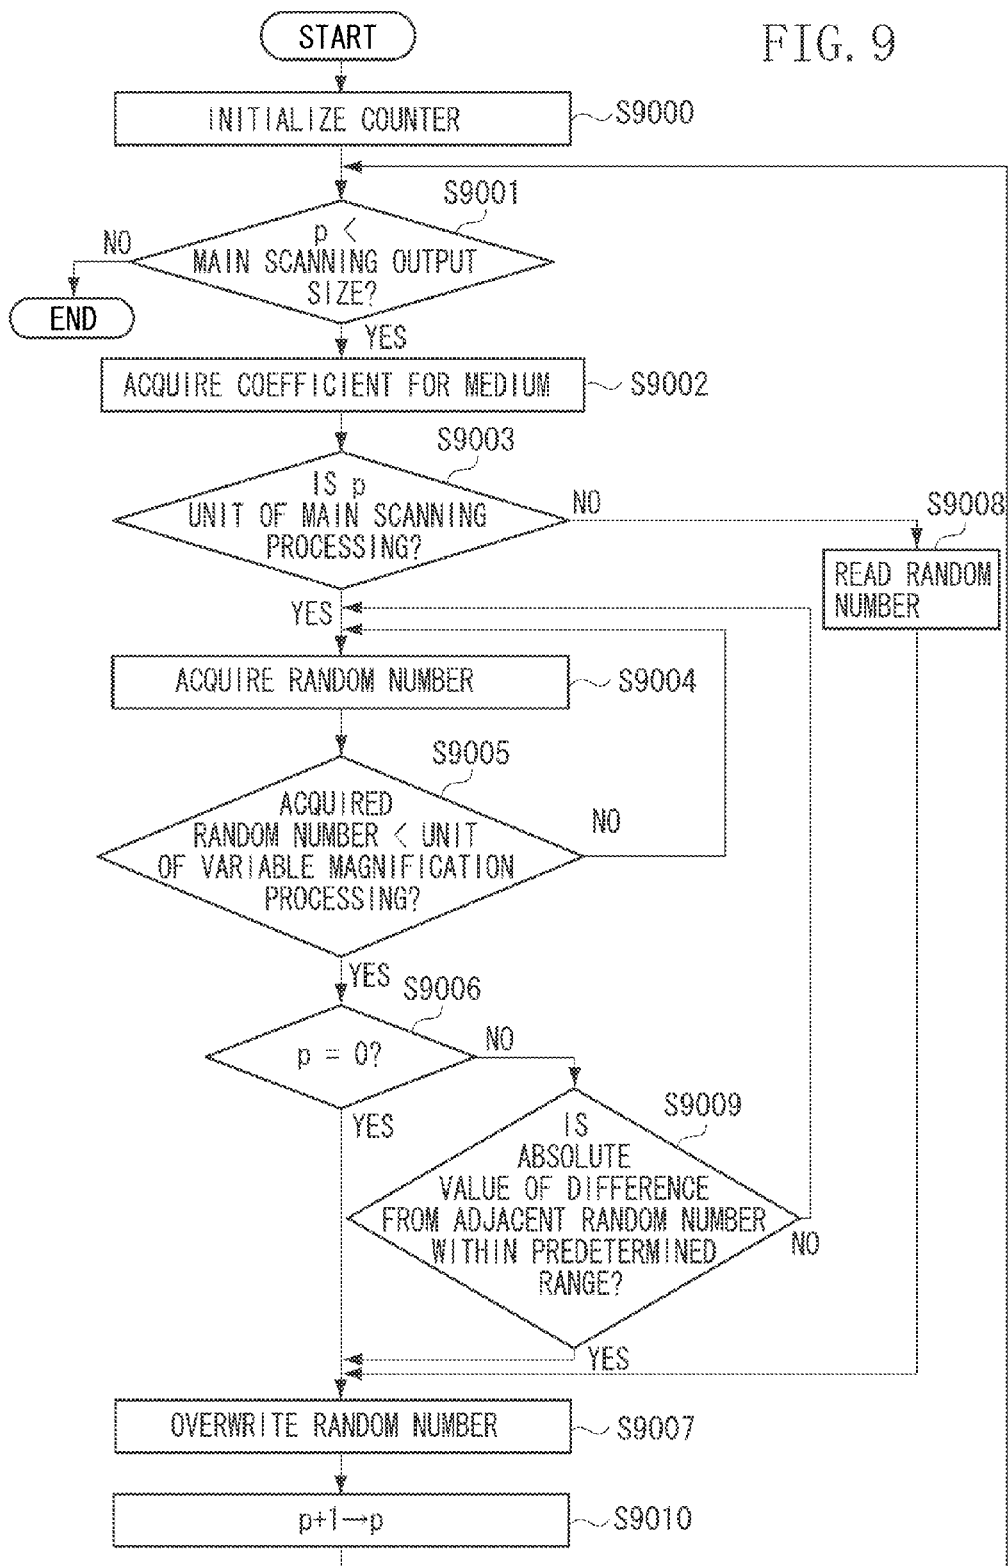 FIG. 9
START
INITIALIZE COUNTER
S9000
S9001
p <
MAIN SCANNING OUTPUT
SIZE?
NO
END
YES
ACQUIRE COEFFICIENT FOR MEDIUM
S9002
S9003
IS p
UNIT OF MAIN SCANNING
PROCESSING?
NO
S9008
READ RANDOM
NUMBER
YES
ACQUIRE RANDOM NUMBER
S9004
S9005
ACQUIRED
RANDOM NUMBER < UNIT
OF VARIABLE MAGNIFICATION
PROCESSING?
NO
YES
S9006
p = 0?
NO
YES
S9009
IS
ABSOLUTE
VALUE OF DIFFERENCE
FROM ADJACENT RANDOM NUMBER
WITHIN PREDETERMINED
RANGE?
NO
YES
OVERWRITE RANDOM NUMBER
S9007
p+1→p
S9010